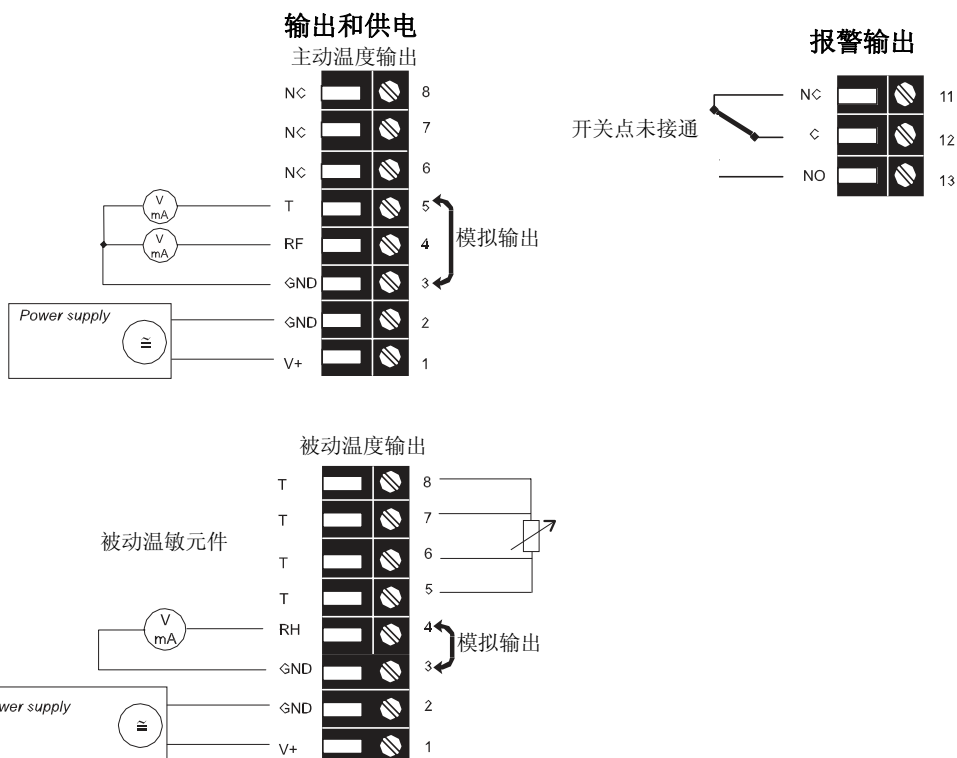 输出和供电
主动温度输出
NC 8
NC 7
NC 6
V mA T 5
V mA RF 4
模拟输出
GND 3
Power supply
≅
GND 2
V+ 1
报警输出
开关点未接通
NC 11
C 12
NO 13
被动温度输出
被动温敏元件
T 8
T 7
T 6
T 5
V mA RH 4
模拟输出
GND 3
wer supply
≅
GND 2
V+ 1